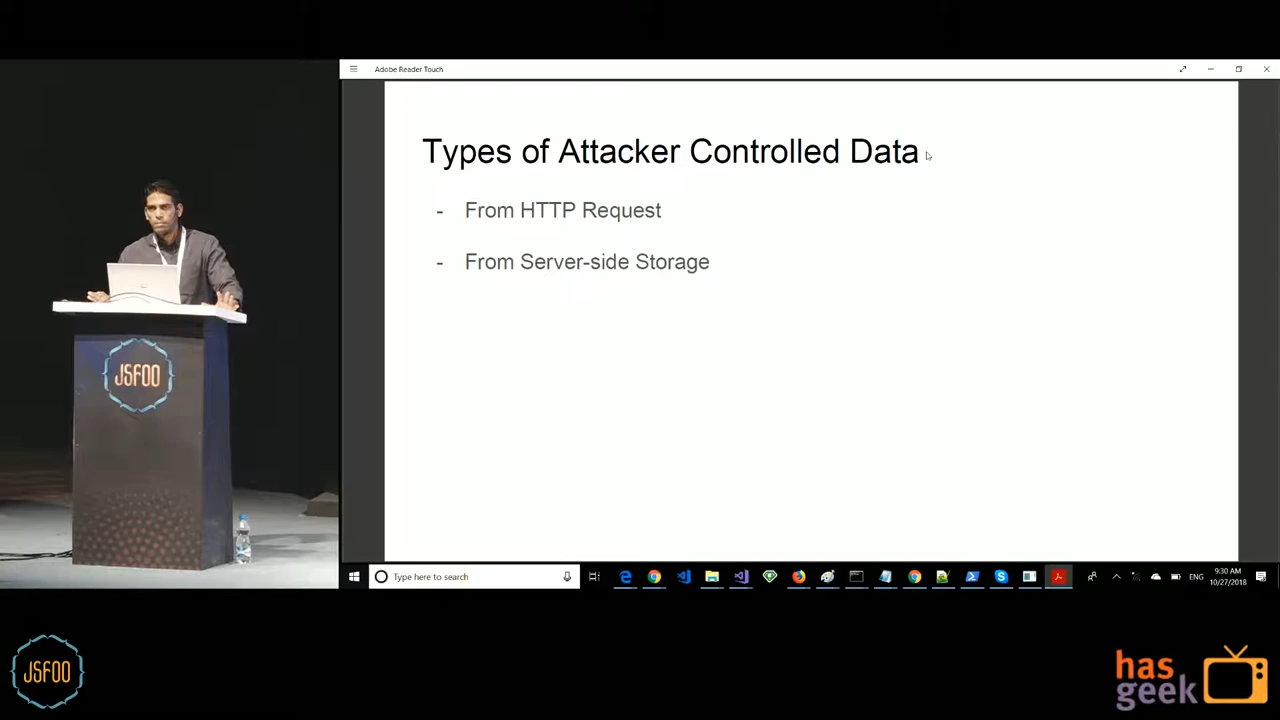 Adobe Reader Touch
Types of Attacker Controlled Data
- From HTTP Request
- From Server-side Storage
JSFOO
Type here to search
ENG
9:30 AM
10/27/2018
JSFOO
has
geek